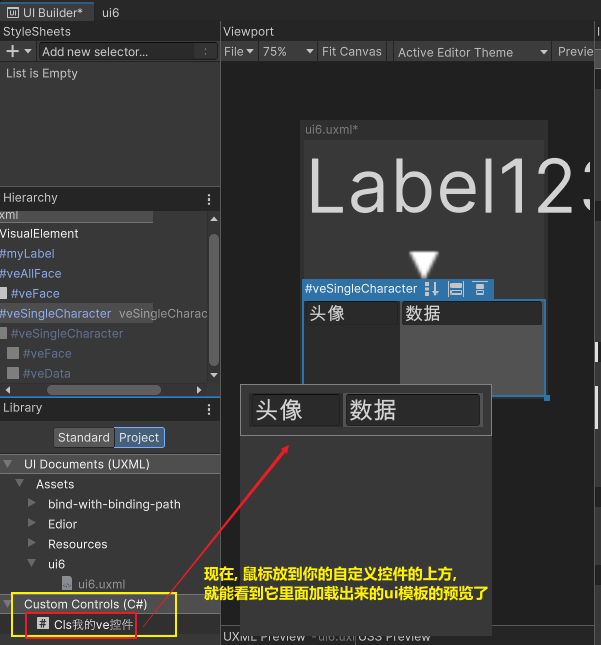 UI Builder*
ui6
StyleSheets
Add new selector...
List is Empty
Viewport
File
75%
Fit Canvas
Active Editor Theme
ui6.uxml*
Label123
Hierarchy
xml
VisualElement
#myLabel
#veAllFace
#veFace
#veSingleCharacter
#veSingleCharacter
#veFace
#veData
#veSingleCharacter
头像
数据
头像
数据
Library
Standard
Project
UI Documents (UXML)
Assets
bind-with-binding-path
Edior
Resources
ui6
ui6.uxml
Custom Controls (C#)
Cls我的ve控件
现在, 鼠标放到你的自定义控件的上方,
就能看到它里面加载出来的ui模板的预览了
UXML Preview
USS Preview